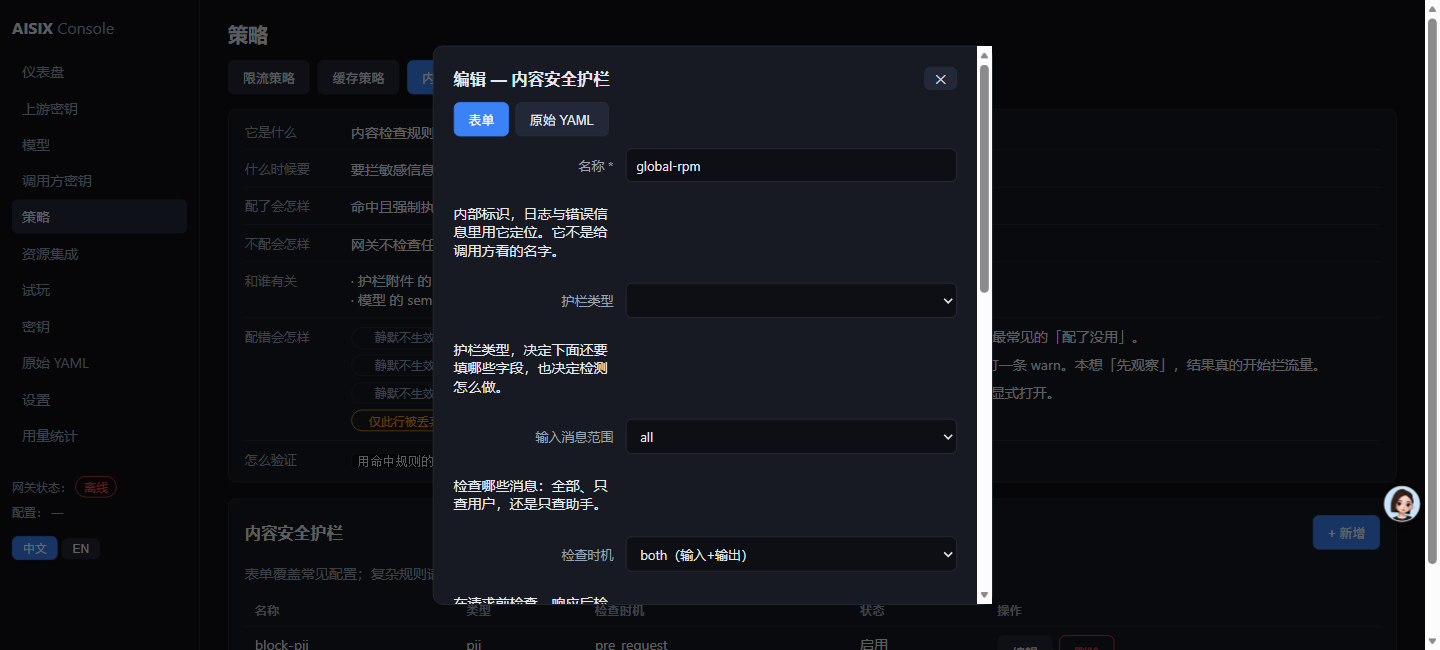 AISIX Console
仪表盘
上游密钥
模型
调用方密钥
策略
资源集成
试玩
密钥
原始 YAML
设置
用量统计
网关状态： 离线
配置： —
中文 EN
策略
限流策略 缓存策略 内
它是什么 内容检查规则
什么时候要 要拦敏感信息
配了会怎样 命中且强制执
不配会怎样 网关不检查任
和谁有关 · 护栏附件 的
· 模型 的 sem
配错会怎样 静默不生效 最常见的「配了没用」。
静默不生效 一条 warn。本想「先观察」，结果真的开始拦流量。
静默不生效 显式打开。
仅此行被丢
怎么验证 用命中规则的
编辑 — 内容安全护栏
表单 原始 YAML
名称 * global-rpm
内部标识，日志与错误信
息里用它定位。它不是给
调用方看的名字。
护栏类型
护栏类型，决定下面还要
填哪些字段，也决定检测
怎么做。
输入消息范围 all
检查哪些消息：全部、只
查用户，还是只查助手。
检查时机 both（输入+输出）
在请求前检查、响应后检
内容安全护栏
+ 新增
表单覆盖常见配置；复杂规则请
名称 类型 检查时机 状态 操作
block-pii pii pre_request 启用 编辑 删除